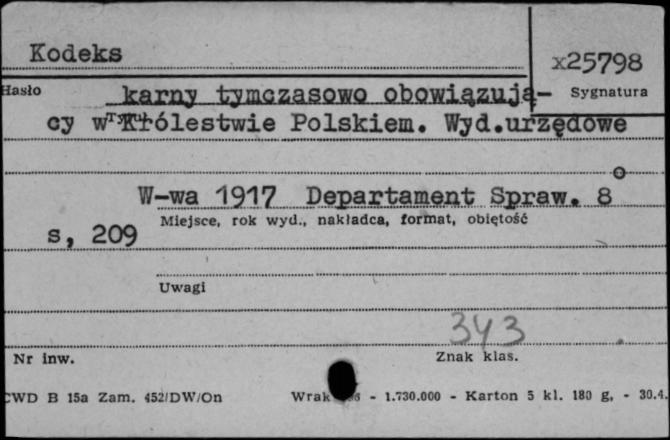 Kodeks
x25798
Hasło
Sygnatura
karny tymczasowo obowiązują-
cy w Królestwie Polskiem. Wyd.urzędowe
W-wa 1917 Departament Spraw. 8°
Miejsce, rok wyd., nakładca, format, objętość
s, 209
Uwagi
343
Nr inw.
Znak klas.
CWD B 15a Zam. 452/DW/On
Wrak - 1.730.000 - Karton 5 kl. 180 g, - 30.4.